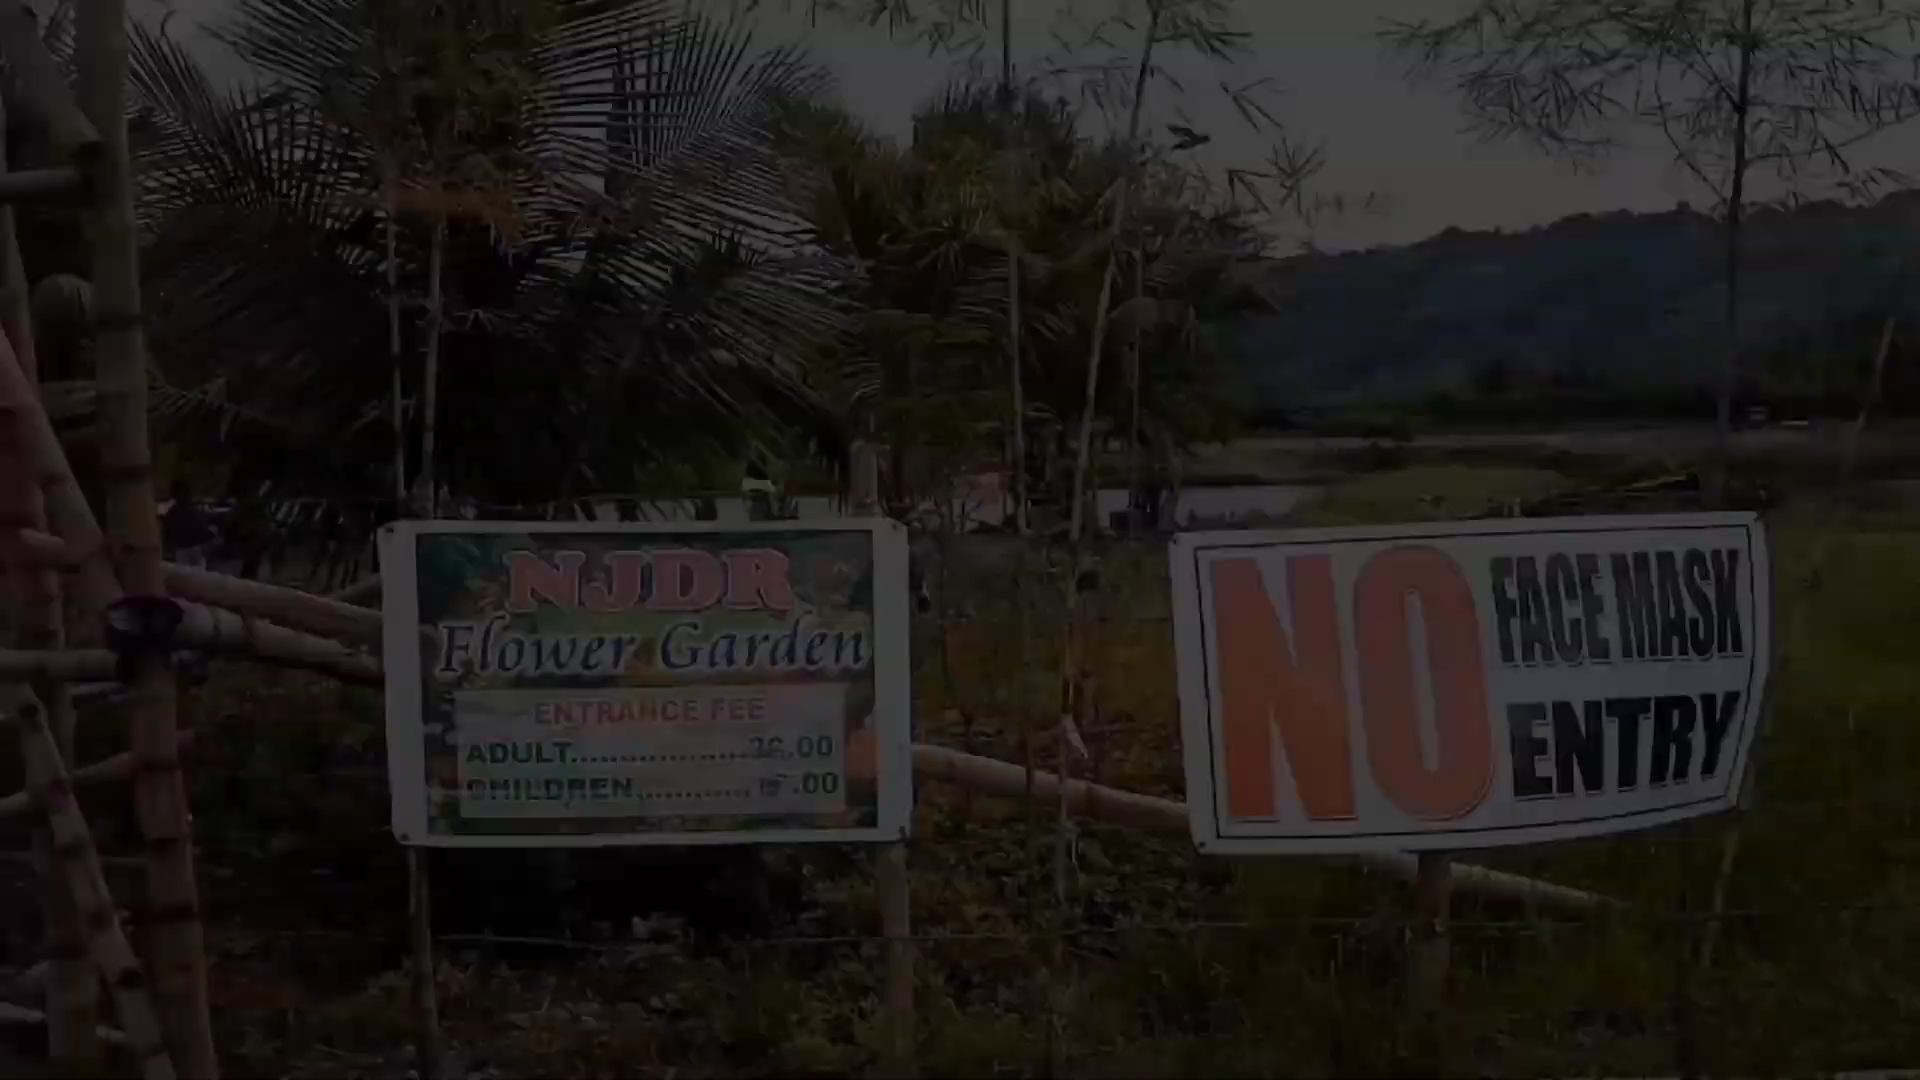 NJDR
Flower Garden
ENTRANCE FEE
ADULT
CHILDREN
NO FACE MASK
ENTRY